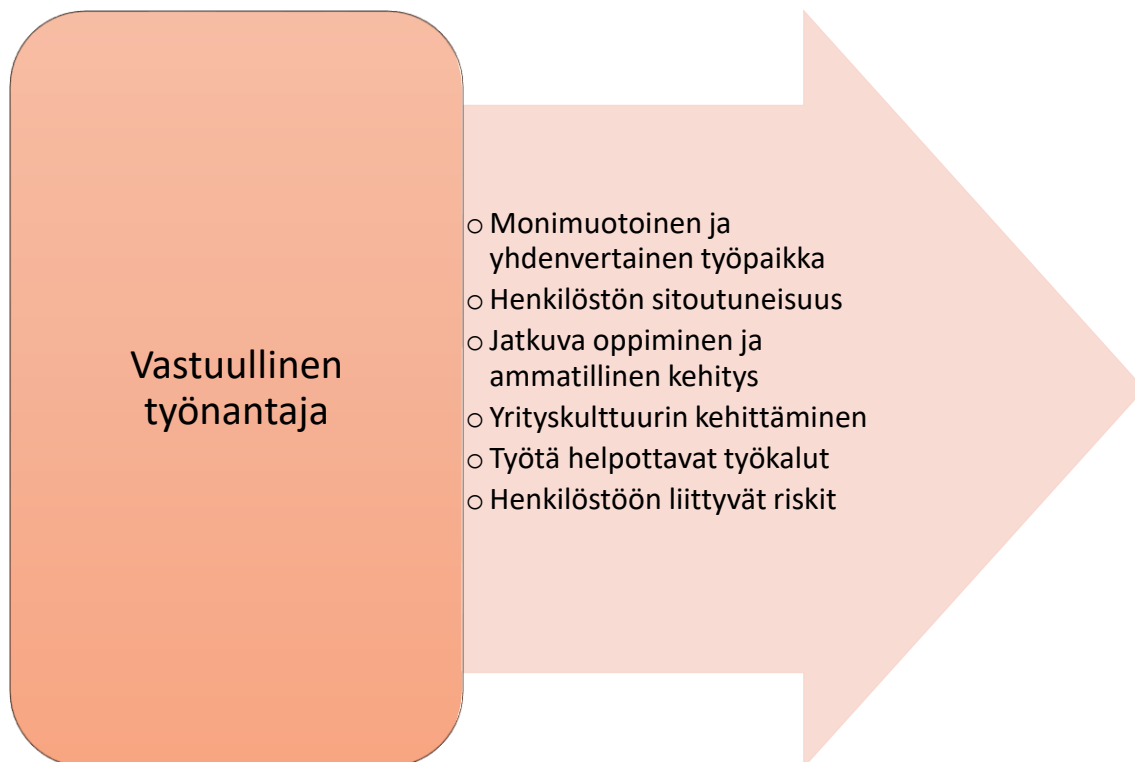 Vastuullinen
työnantaja
○ Monimuotoinen ja
yhdenvertainen työpaikka
○ Henkilöstön sitoutuneisuus
○ Jatkuva oppiminen ja
ammatillinen kehitys
○ Yrityskulttuurin kehittäminen
○ Työtä helpottavat työkalut
○ Henkilöstöön liittyvät riskit